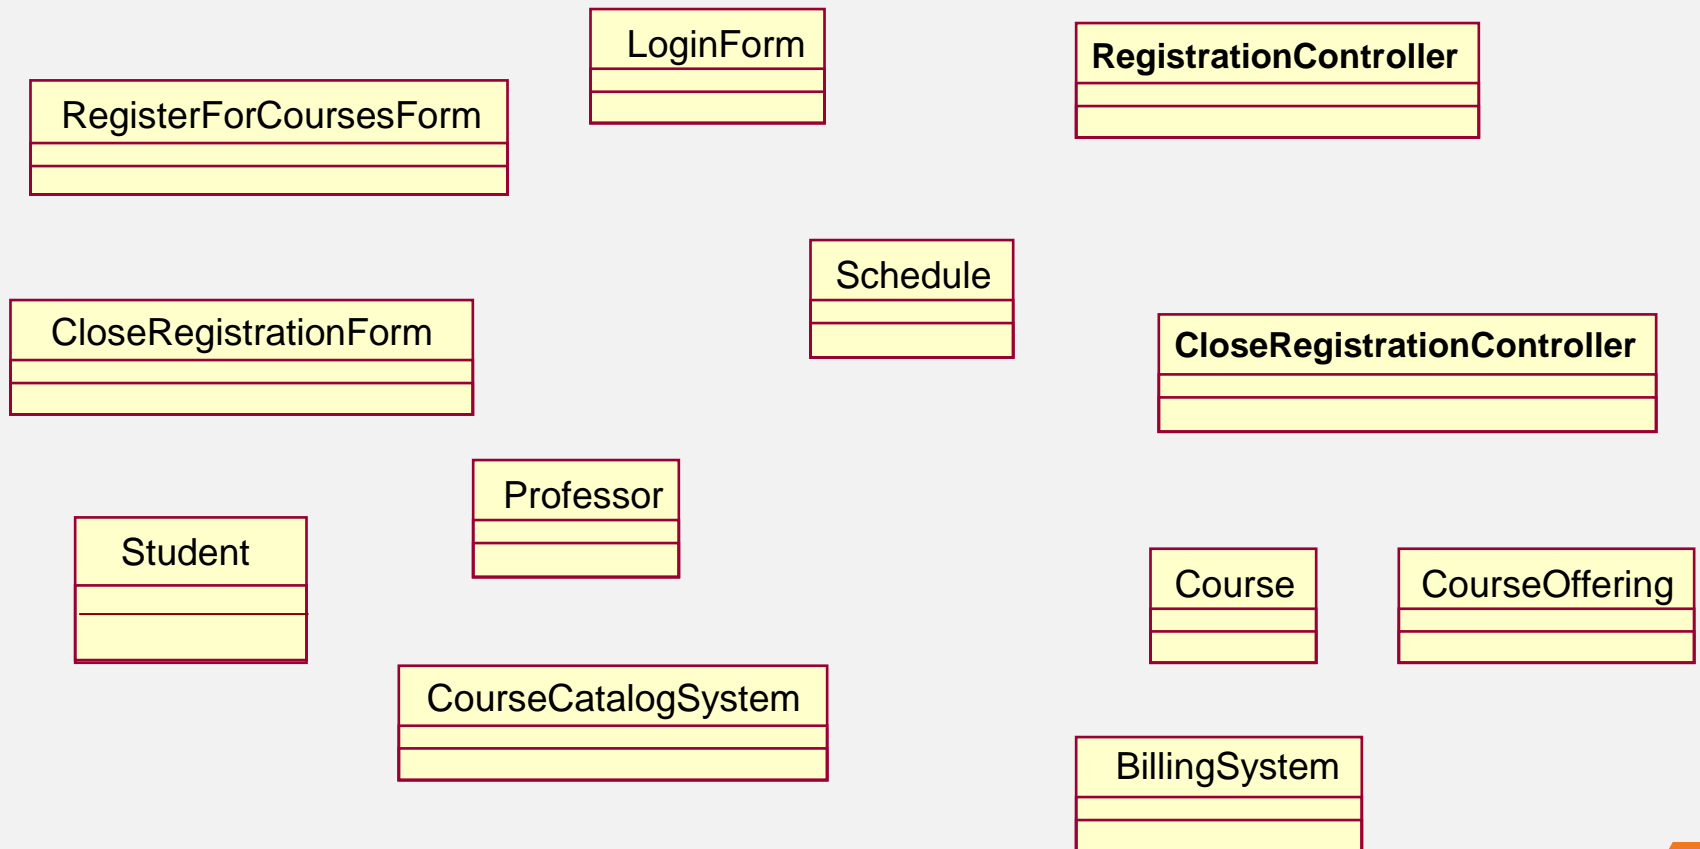 LoginForm
RegistrationController
RegisterForCoursesForm
Schedule
CloseRegistrationForm
CloseRegistrationController
Professor
Student
Course
CourseOffering
CourseCatalogSystem
BillingSystem